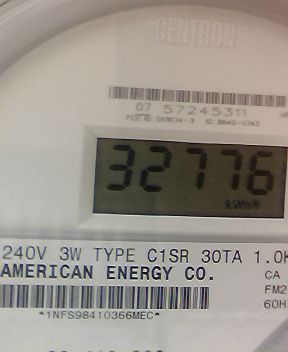 CENTRON
07 57245311
32776
kWh
240V 3W TYPE C1SR 30TA 1.0K
AMERICAN ENERGY CO.
CA
FM2
60H
*1NFS98410366MEC*